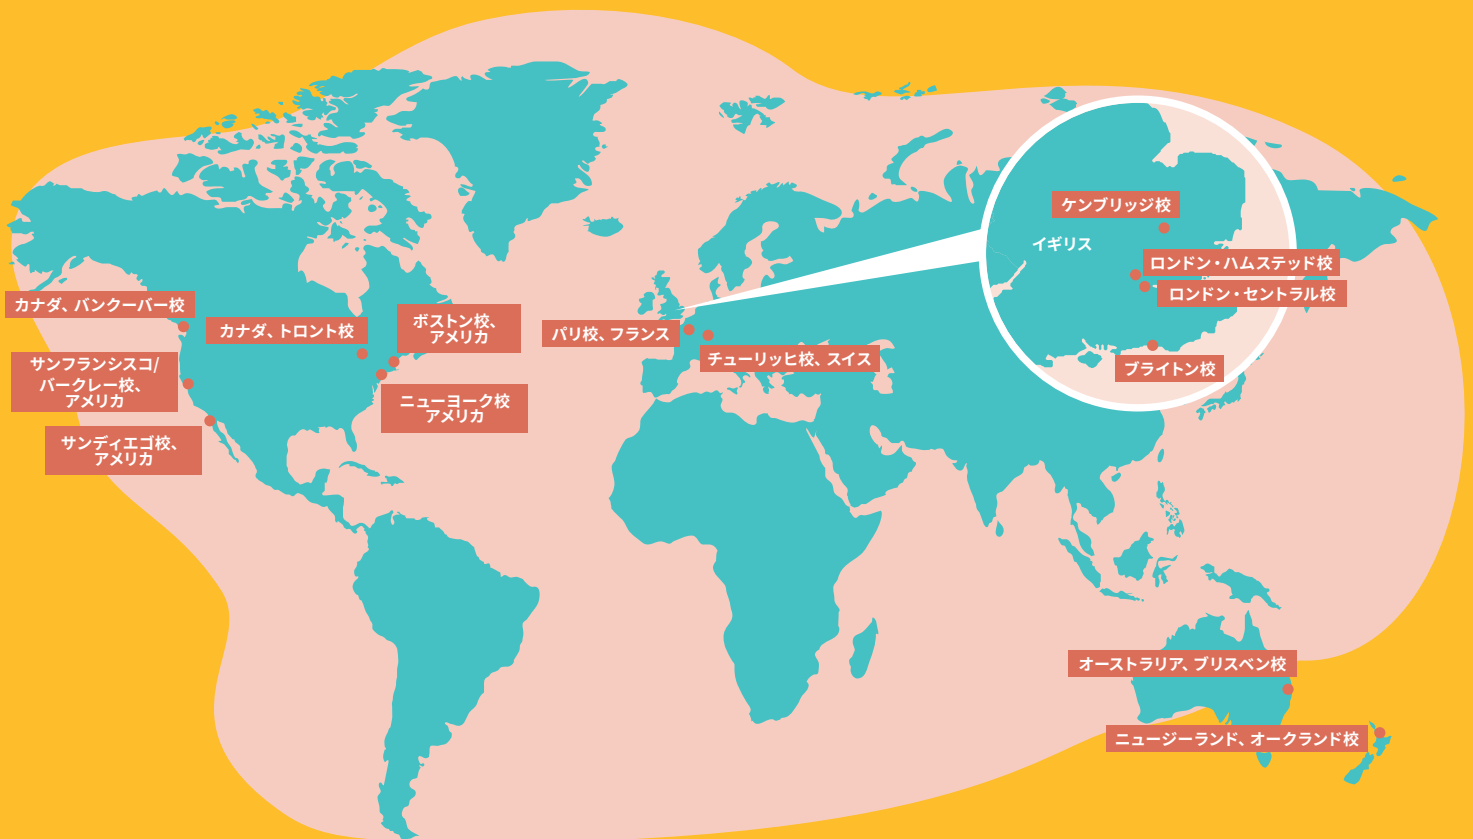 ケンブリッジ校
イギリス
ロンドン・ハムステッド校
ロンドン・セントラル校
ブライトン校
カナダ、バンクーバー校
カナダ、トロント校
ボストン校、
アメリカ
パリ校、フランス
チューリッヒ校、スイス
サンフランシスコ/
バークレー校、
アメリカ
ニューヨーク校
アメリカ
サンディエゴ校、
アメリカ
オーストラリア、ブリスベン校
ニュージーランド、オークランド校